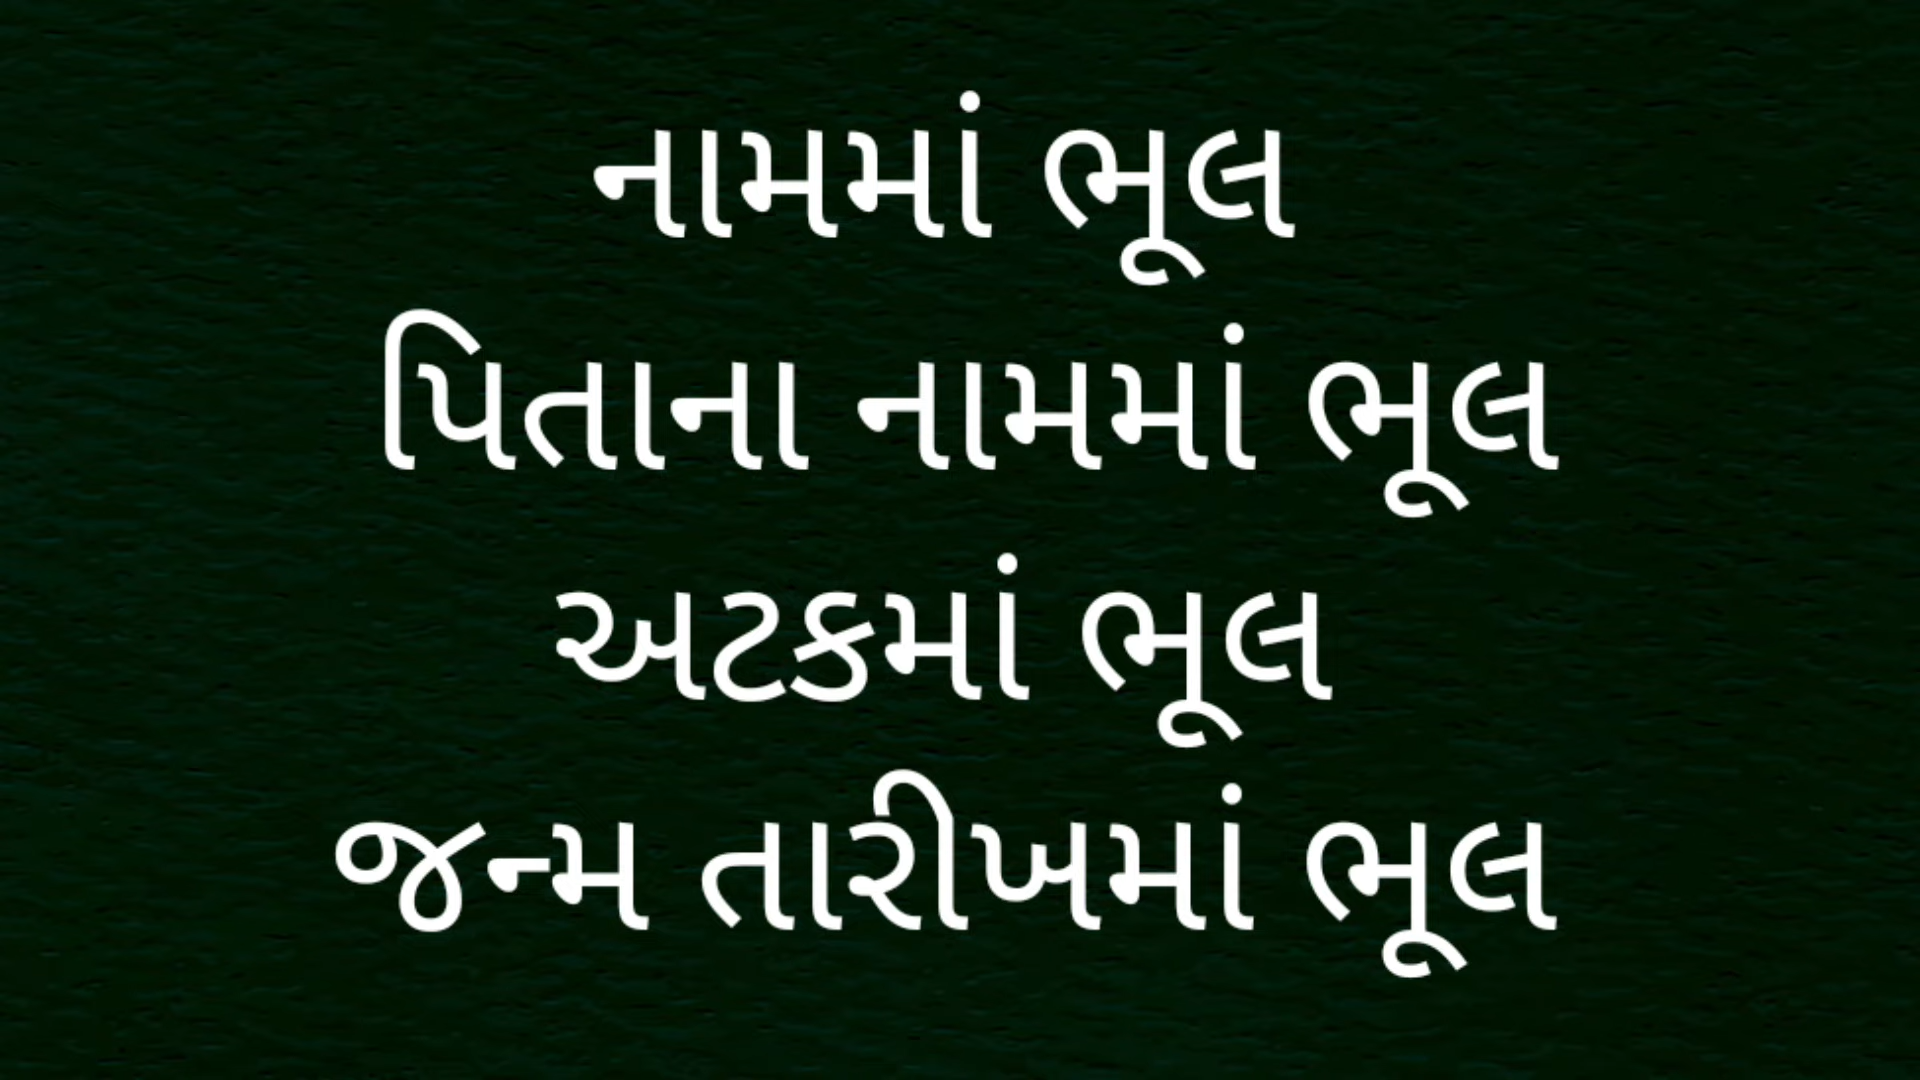 નામમાં ભૂલ
પિતાના નામમાં ભૂલ
અટકમાં ભૂલ
જન્મ તારીખમાં ભૂલ